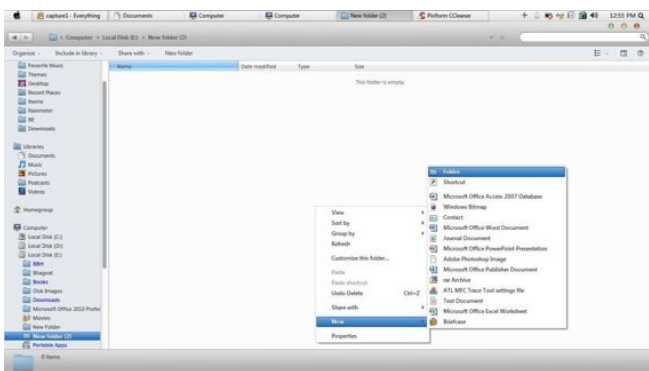 capture1 - Everything
Documents
Computer
Computer
New folder (2)
Piriform CCleaner
12:55 PM
Computer
Local Disk (E:)
New folder (2)
Organize
Include in library
Share with
New folder
Favorite Music
Themes
Desktop
Recent Places
theme
Rainmeter
BE
Downloads
Libraries
Documents
Music
Pictures
Podcasts
Videos
Homegroup
Computer
Local Disk (C:)
Local Disk (D:)
Local Disk (E:)
BBH
Bhagvat
Books
Disk Images
Downloads
Microsoft Office 2010 Profes
Movies
New Folder
New folder (2)
Portable Apps
Name
Date modified
Type
Size
This folder is empty.
View
Sort by
Group by
Refresh
Customize this folder...
Paste
Paste shortcut
Undo Delete Ctrl+Z
Share with
New
Properties
Folder
Shortcut
Microsoft Office Access 2007 Database
Windows Bitmap
Contact
Microsoft Office Word Document
Journal Document
Microsoft Office PowerPoint Presentation
Adobe Photoshop Image
Microsoft Office Publisher Document
rar Archive
ATL MFC Trace Tool settings file
Text Document
Microsoft Office Excel Worksheet
Briefcase
0 items